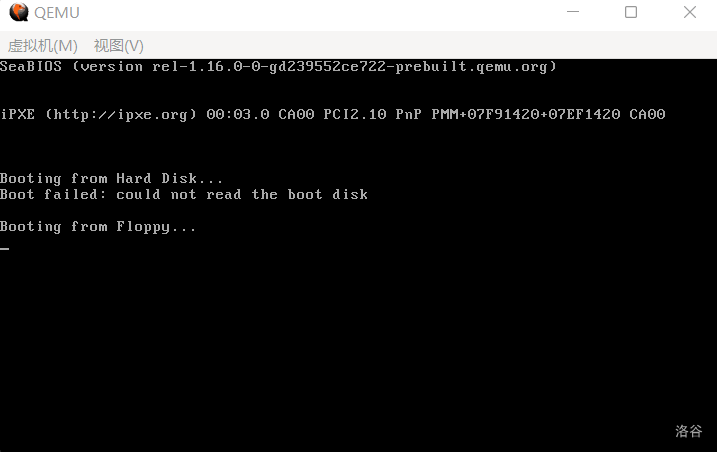 QEMU
虚拟机(M) 视图(V)
SeaBIOS (version rel-1.16.0-0-gd239552ce722-prebuilt.qemu.org)
iPXE (http://ipxe.org) 00:03.0 CA00 PCI2.10 PnP PMM+07F91420+07EF1420 CA00
Booting from Hard Disk...
Boot failed: could not read the boot disk
Booting from Floppy...
洛谷